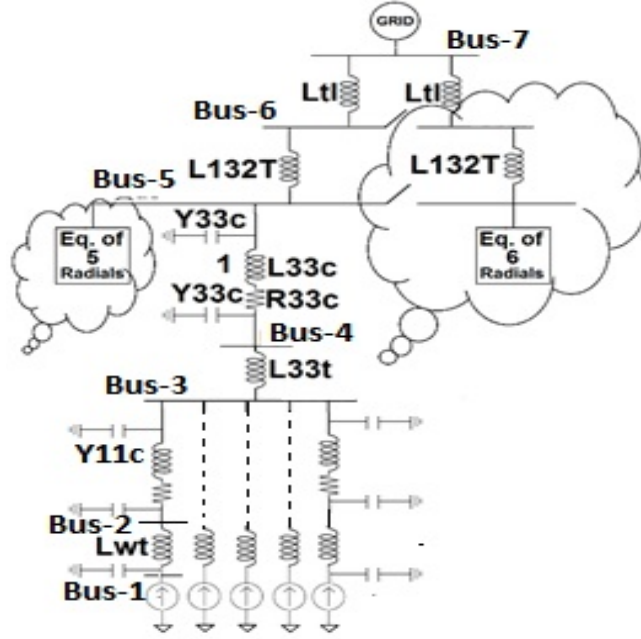 GRID
Bus-7
Ltl
Ltl
Bus-6
L132T
L132T
Bus-5
Y33c
Eq. of
5
Radials
Eq. of
6
Radials
1
L33c
Y33c
R33c
Bus-4
L33t
Bus-3
Y11c
Bus-2
Lwt
Bus-1